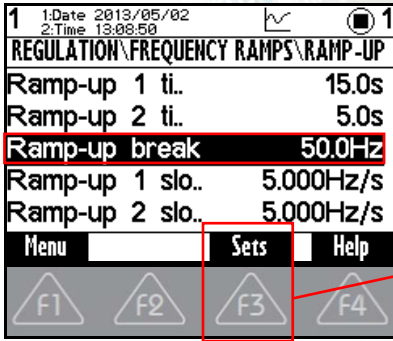 1 1:Date 2013/05/02 1
2:Time 13:08:50
REGULATION\FREQUENCY RAMPS\RAMP-UP
Ramp-up 1 ti.. 15.0s
Ramp-up 2 ti.. 5.0s
Ramp-up break 50.0Hz
Ramp-up 1 slo.. 5.000Hz/s
Ramp-up 2 slo.. 5.000Hz/s
Menu Sets Help
F1 F2 F3 F4